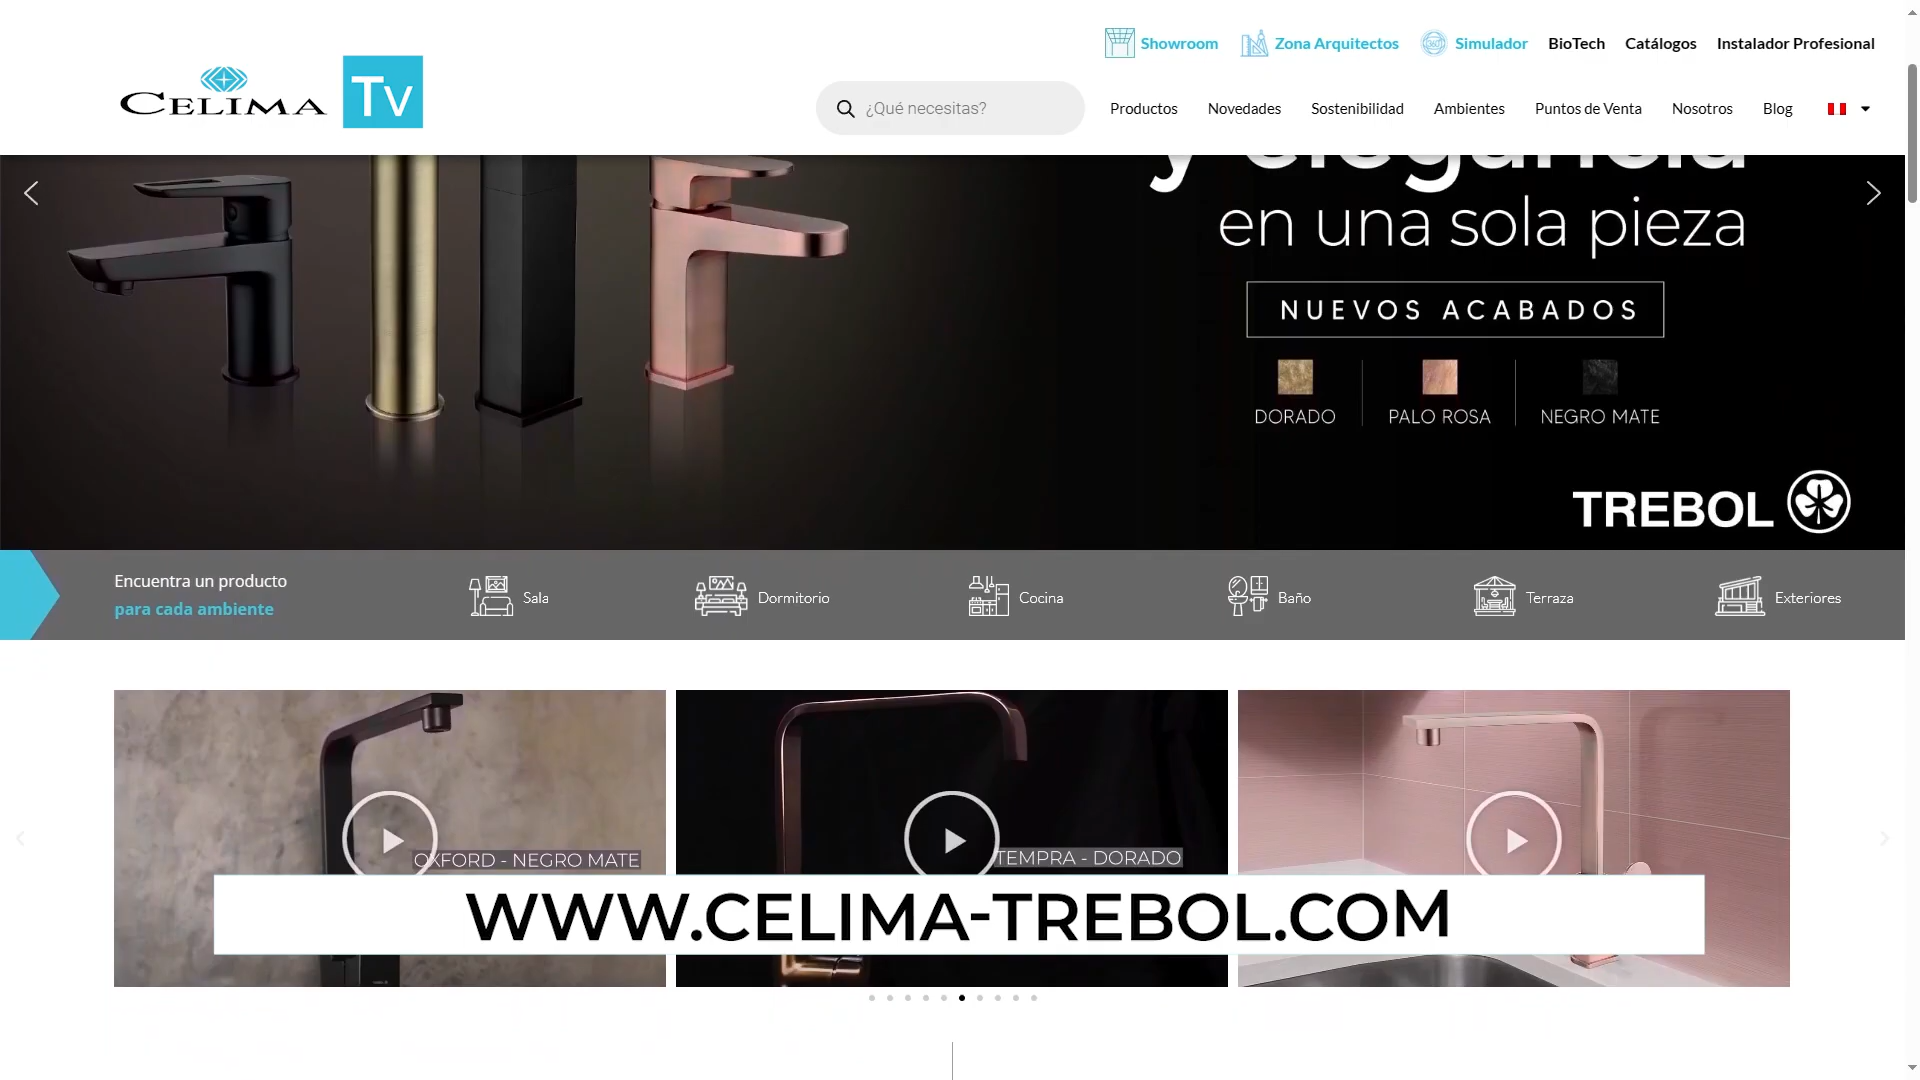 Showroom
Zona Arquitectos
360°
Simulador
BioTech
Catálogos
Instalador Profesional
CELIMA
Tv
¿Qué necesitas?
Productos
Novedades
Sostenibilidad
Ambientes
Puntos de Venta
Nosotros
Blog
y elegancia
en una sola pieza
NUEVOS ACABADOS
DORADO
PALO ROSA
NEGRO MATE
TREBOL
Encuentra un producto
para cada ambiente
Sala
Dormitorio
Cocina
Baño
Terraza
Exteriores
OXFORD - NEGRO MATE
TEMPRA - DORADO
WWW.CELIMA-TREBOL.COM